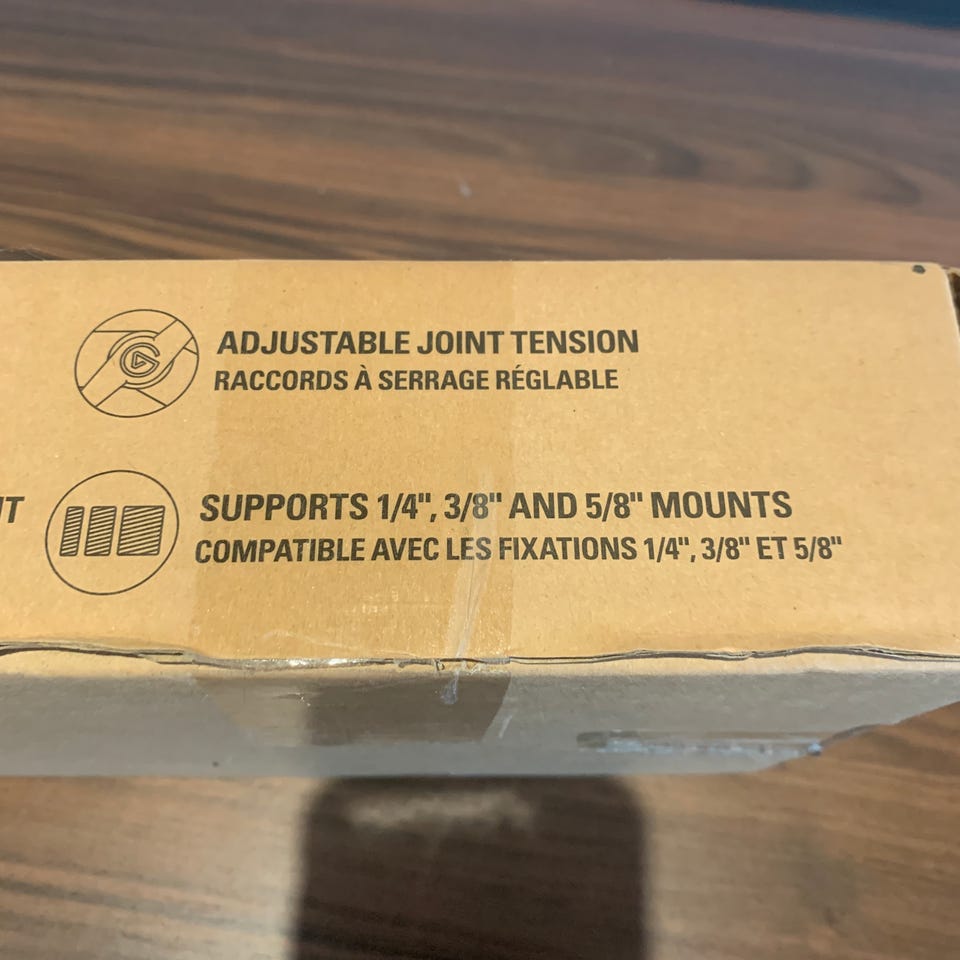 ADJUSTABLE JOINT TENSION
RACCORDS À SERRAGE RÉGLABLE
SUPPORTS 1/4", 3/8" AND 5/8" MOUNTS
COMPATIBLE AVEC LES FIXATIONS 1/4", 3/8" ET 5/8"